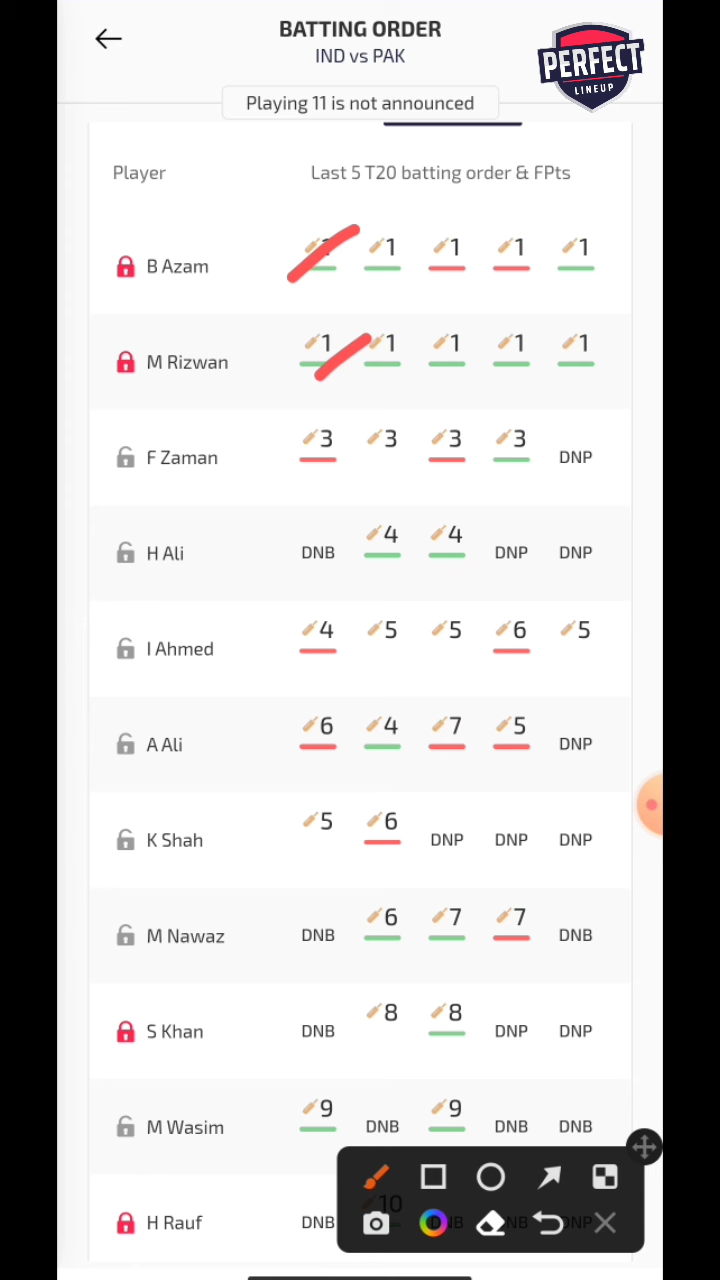 BATTING ORDER
IND vs PAK
PERFECT
LINEUP
Playing 11 is not announced
Player Last 5 T20 batting order & FPts
B Azam 1 1 1 1
M Rizwan 1 1 1 1 1
F Zaman 3 3 3 3 DNP
H Ali DNB 4 4 DNP DNP
I Ahmed 4 5 5 6 5
A Ali 6 4 7 5 DNP
K Shah 5 6 DNP DNP DNP
M Nawaz DNB 6 7 7 DNB
S Khan DNB 8 8 DNP DNP
M Wasim 9 DNB 9 DNB DNB
H Rauf DNB 10 DNB DNB DNP